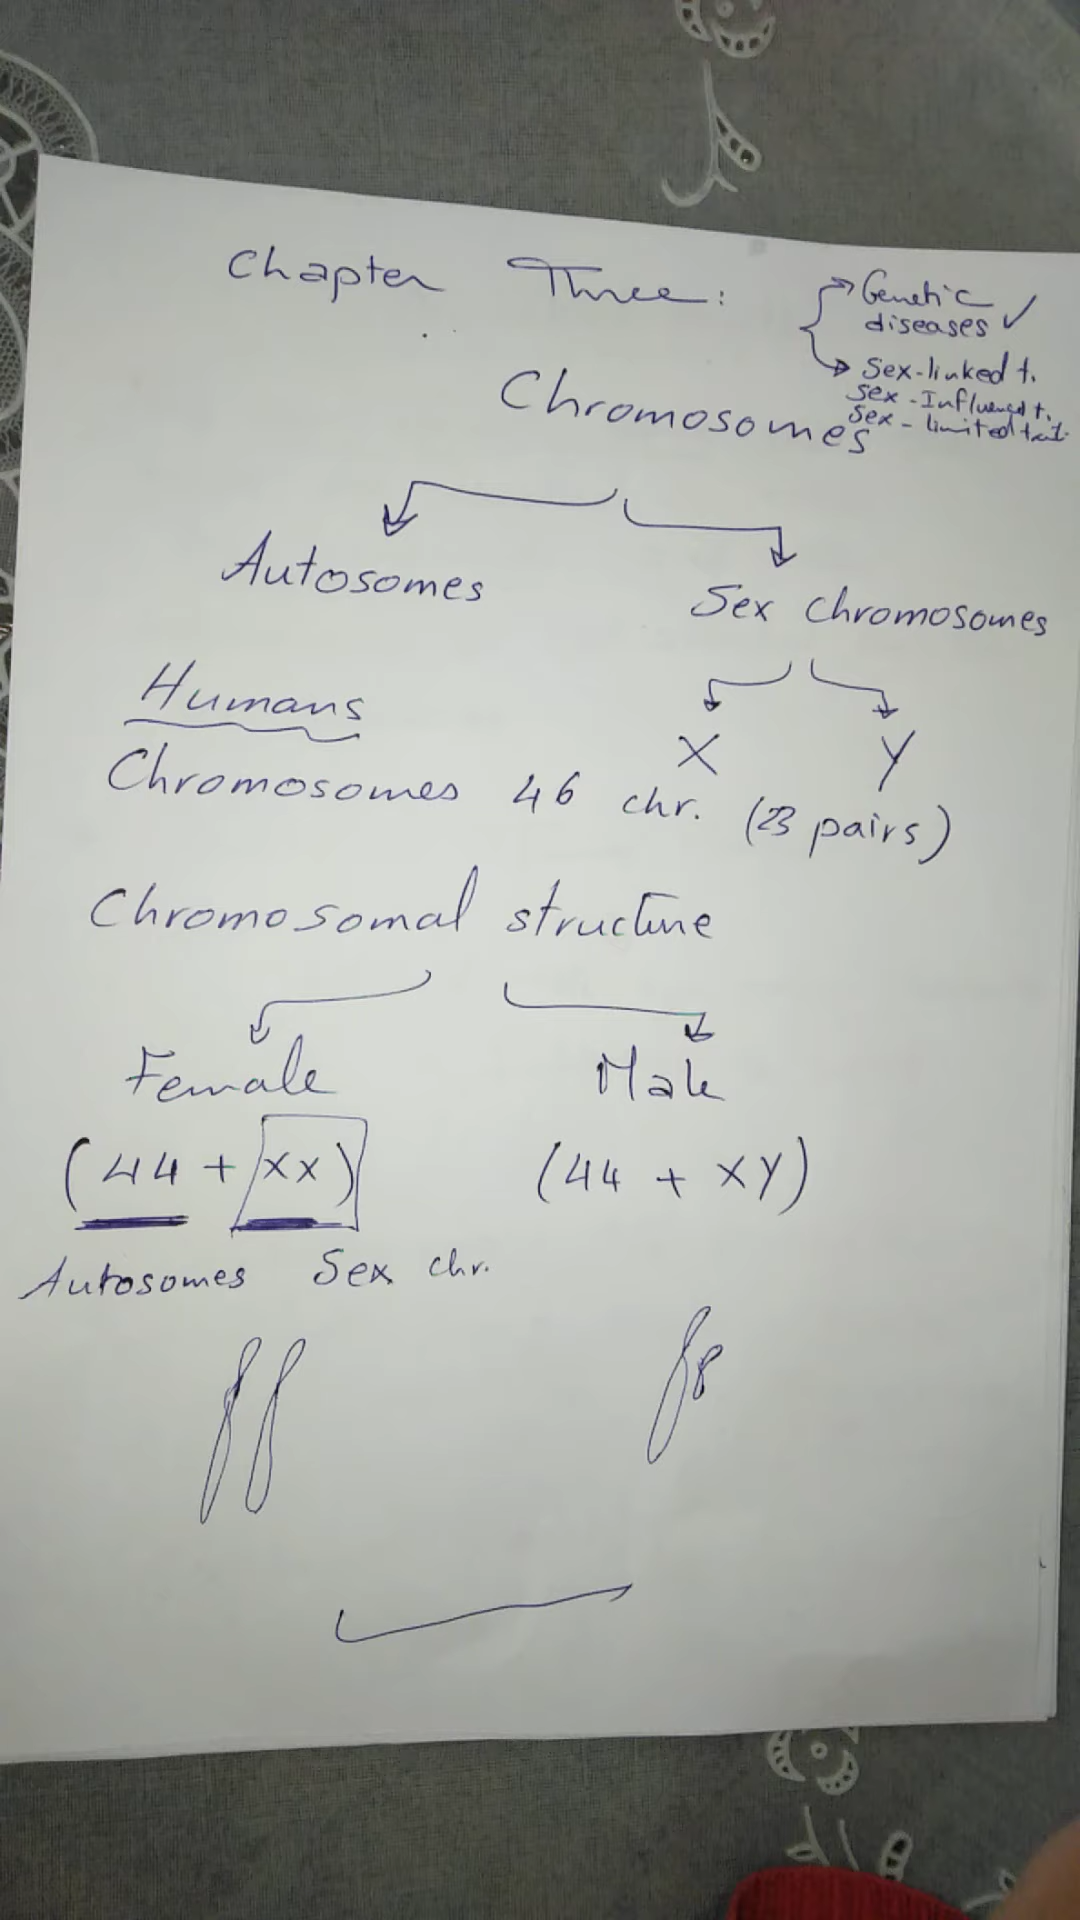 Chapter Three:
Genetic
diseases
Sex-linked t.
Sex-Influenced t.
Sex-limited trait
Chromosomes
Autosomes
Sex chromosomes
X Y
Humans
Chromosomes 46 chr. (23 pairs)
Chromosomal structure
Female Male
(44 + XX) (44 + XY)
Autosomes Sex chr.